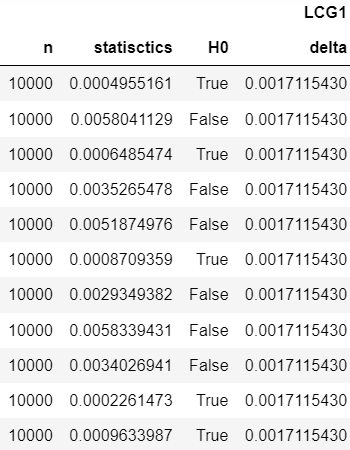 LCG1
n statisctics H0 delta
10000 0.0004955161 True 0.0017115430
10000 0.0058041129 False 0.0017115430
10000 0.0006485474 True 0.0017115430
10000 0.0035265478 False 0.0017115430
10000 0.0051874976 False 0.0017115430
10000 0.0008709359 True 0.0017115430
10000 0.0029349382 False 0.0017115430
10000 0.0058339431 False 0.0017115430
10000 0.0034026941 False 0.0017115430
10000 0.0002261473 True 0.0017115430
10000 0.0009633987 True 0.0017115430